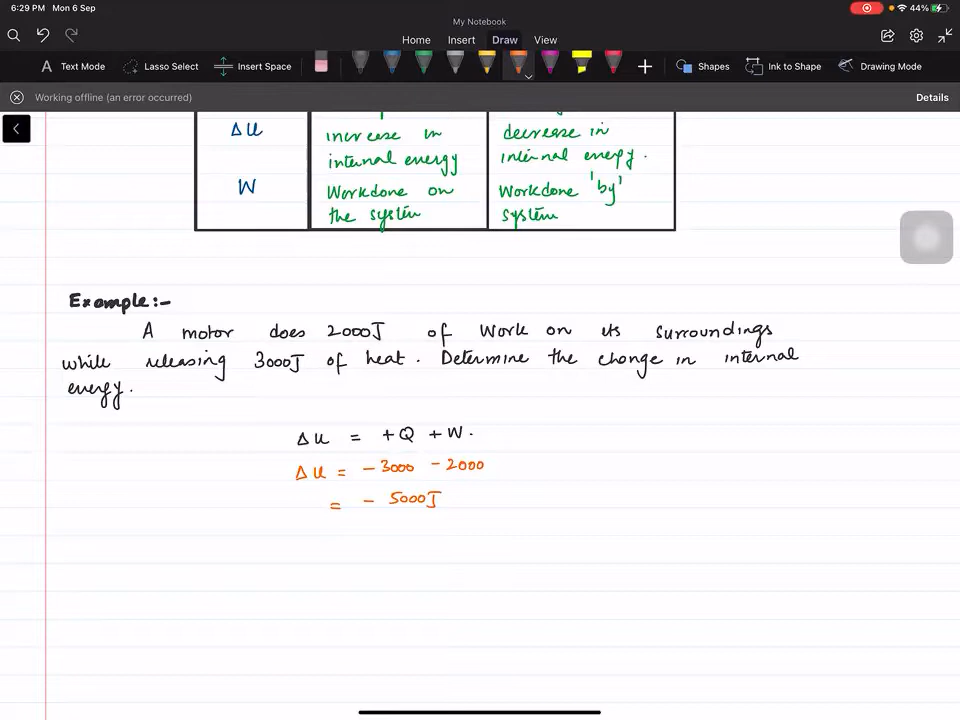 6:29 PM Mon 6 Sep
44%
My Notebook
Home Insert Draw View
Text Mode Lasso Select Insert Space Shapes Ink to Shape Drawing Mode
Working offline (an error occurred) Details
ΔU increase in decrease in
internal energy internal energy.
W Workdone on Workdone 'by'
the system system
Example:-
A motor does 2000J of work on its surroundings
while releasing 3000J of heat. Determine the change in internal
energy.
ΔU = +Q +W.
ΔU = - 3000 - 2000
= - 5000J